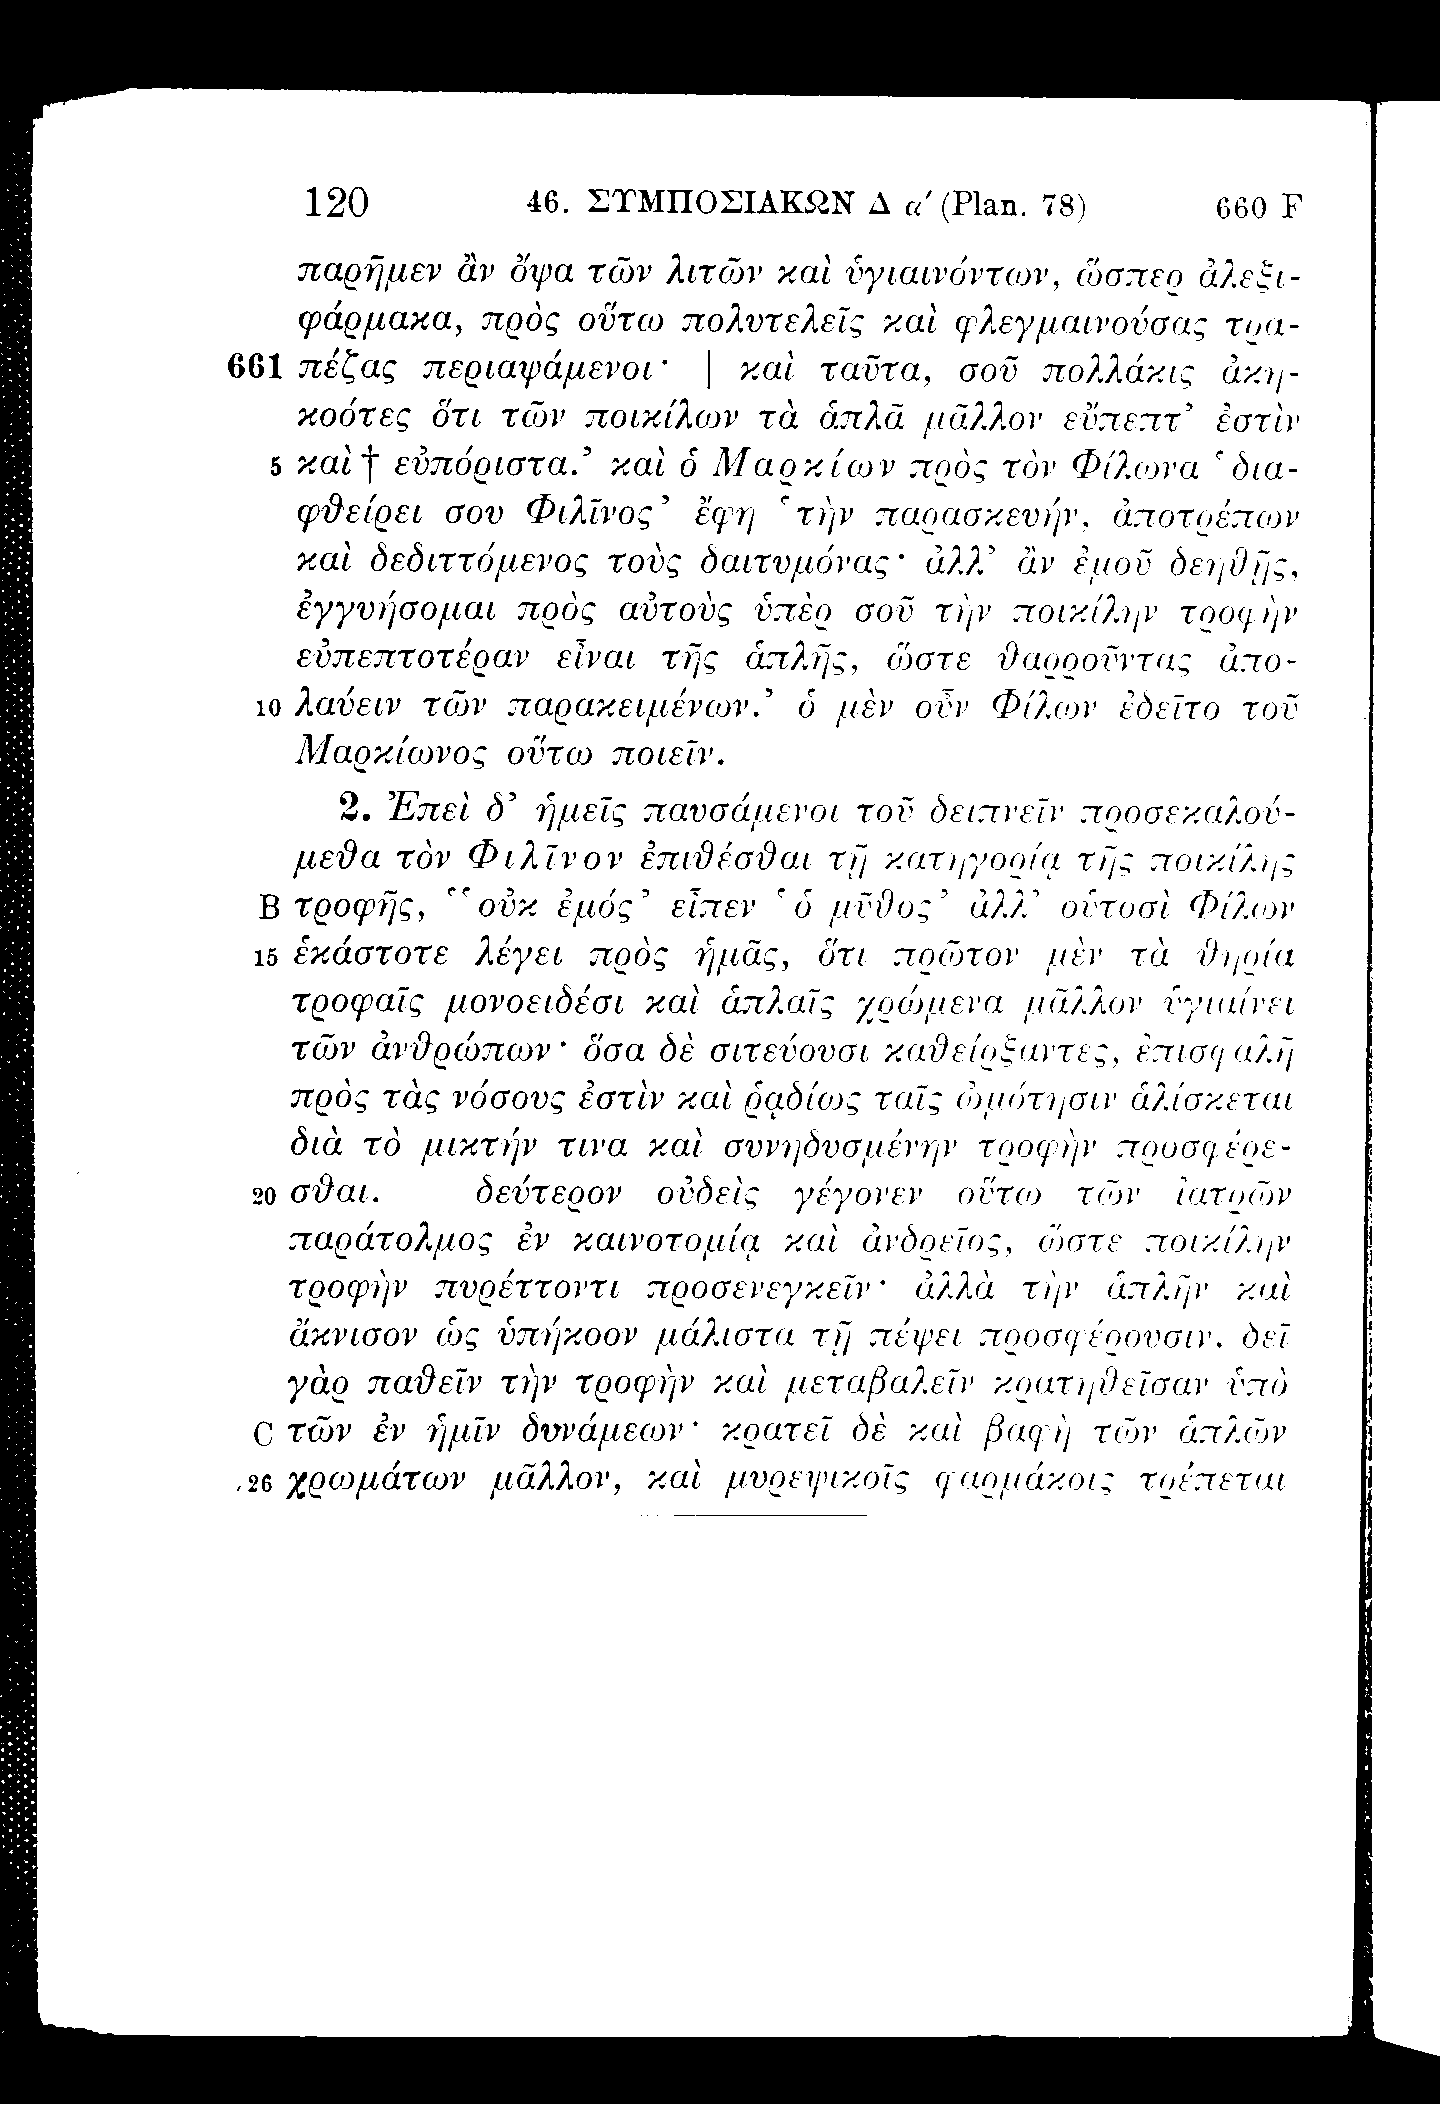 120 46. ΣΥΜΠΟΣΙΑΚΩΝ Δ α′ (Plan. 78) 660 F
παρῆμεν ἂν ὄψα τῶν λιτῶν καὶ ὑγιαινόντων, ὥσπερ ἀλεξι-
φάρμακα, πρὸς οὕτω πολυτελεῖς καὶ φλεγμαινούσας τρα-
661 πέζας περιαψάμενοι· | καὶ ταῦτα, σοῦ πολλάκις ἀκη-
κοότες ὅτι τῶν ποικίλων τὰ ἁπλᾶ μᾶλλον εὔπεπτ’ ἐστὶν
5 καὶ † εὐπόριστα.’ καὶ ὁ Μαρκίων πρὸς τὸν Φίλωνα ‘δια-
φθείρει σου Φιλῖνος’ ἔφη ‘τὴν παρασκευήν, ἀποτρέπων
καὶ δεδιττόμενος τοὺς δαιτυμόνας· ἀλλ’ ἂν ἐμοῦ δεηθῇς,
ἐγγυήσομαι πρὸς αὐτοὺς ὑπὲρ σοῦ τὴν ποικίλην τροφὴν
εὐπεπτοτέραν εἶναι τῆς ἁπλῆς, ὥστε θαρροῦντας ἀπο-
10 λαύειν τῶν παρακειμένων.’ ὁ μὲν οὖν Φίλων ἐδεῖτο τοῦ
Μαρκίωνος οὕτω ποιεῖν.
2. Ἐπεὶ δ’ ἡμεῖς παυσάμενοι τοῦ δειπνεῖν προσεκαλού-
μεθα τὸν Φιλῖνον ἐπιθέσθαι τῇ κατηγορίᾳ τῆς ποικίλης
B τροφῆς, “οὐκ ἐμός’ εἶπεν ‘ὁ μῦθος’ ἀλλ’ οὑτοσὶ Φίλων
15 ἑκάστοτε λέγει πρὸς ἡμᾶς, ὅτι πρῶτον μὲν τὰ θηρία
τροφαῖς μονοειδέσι καὶ ἁπλαῖς χρώμενα μᾶλλον ὑγιαίνει
τῶν ἀνθρώπων· ὅσα δὲ σιτεύουσι καθείρξαντες, ἐπισφαλῆ
πρὸς τὰς νόσους ἐστὶν καὶ ῥᾳδίως ταῖς ὠμότησιν ἁλίσκεται
διὰ τὸ μικτήν τινα καὶ συνηδυσμένην τροφὴν προσφέρε-
20 σθαι. δεύτερον οὐδεὶς γέγονεν οὕτω τῶν ἰατρῶν
παράτολμος ἐν καινοτομίᾳ καὶ ἀνδρεῖος, ὥστε ποικίλην
τροφὴν πυρέττοντι προσενεγκεῖν· ἀλλὰ τὴν ἁπλῆν καὶ
ἄκνισον ὡς ὑπήκοον μάλιστα τῇ πέψει προσφέρουσιν. δεῖ
γὰρ παθεῖν τὴν τροφὴν καὶ μεταβαλεῖν κρατηθεῖσαν ὑπὸ
C τῶν ἐν ἡμῖν δυνάμεων· κρατεῖ δὲ καὶ βαφὴ τῶν ἁπλῶν
26 χρωμάτων μᾶλλον, καὶ μυρεψικοῖς φαρμάκοις τρέπεται